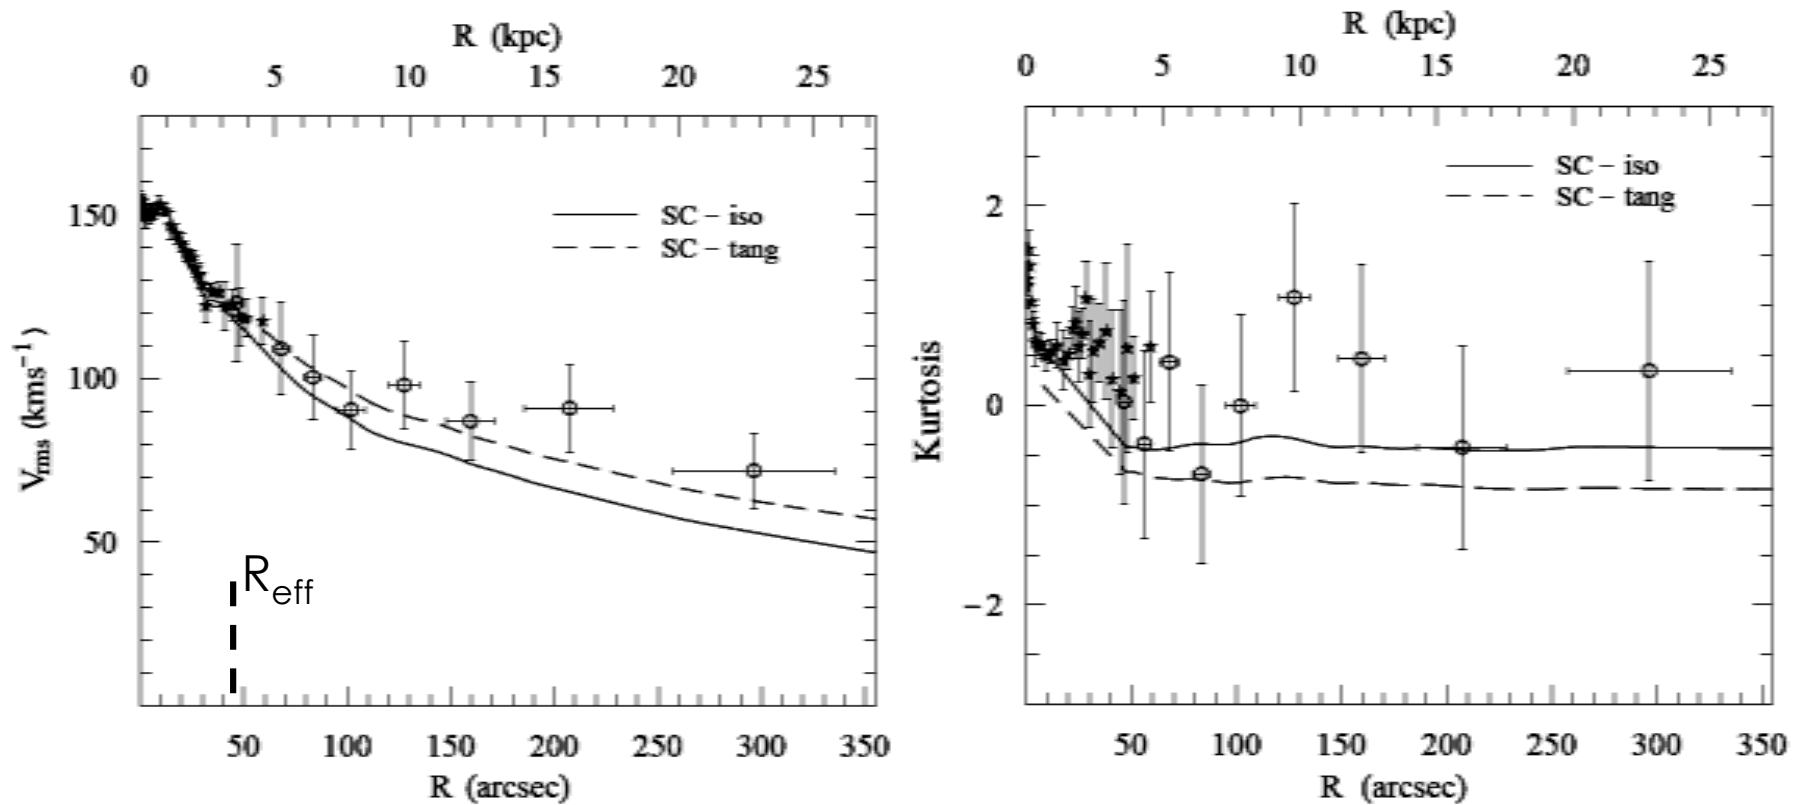 R (kpc)
0 5 10 15 20 25
SC – iso
SC – tang
150
100
50
V_rms (kms⁻¹)
R_eff
50 100 150 200 250 300 350
R (arcsec)
R (kpc)
0 5 10 15 20 25
SC – iso
SC – tang
2
0
−2
Kurtosis
50 100 150 200 250 300 350
R (arcsec)